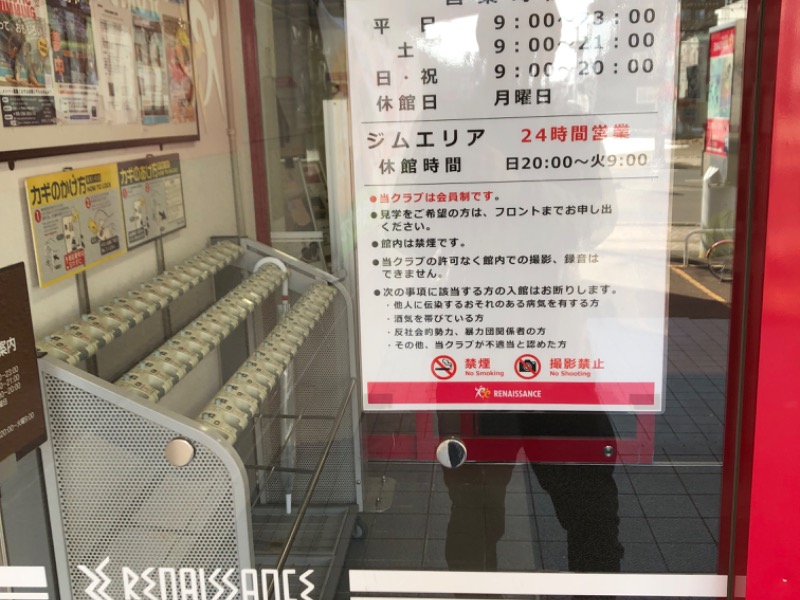 平日 9:00～23:00
土 9:00～21:00
日・祝 9:00～20:00
休館日 月曜日
ジムエリア 24時間営業
休館時間 日20:00～火9:00
●当クラブは会員制です。
●見学をご希望の方は、フロントまでお申し出
ください。
●館内は禁煙です。
●当クラブの許可なく館内での撮影、録音は
できません。
●次の事項に該当する方の入館はお断りします。
・他人に伝染するおそれのある病気を有する方
・酒気を帯びている方
・反社会的勢力、暴力団関係者の方
・その他、当クラブが不適当と認めた方
禁煙
No Smoking
撮影禁止
No Shooting
RENAISSANCE
カギのかけ方
カギのあけ方
案内
RENAISSANCE